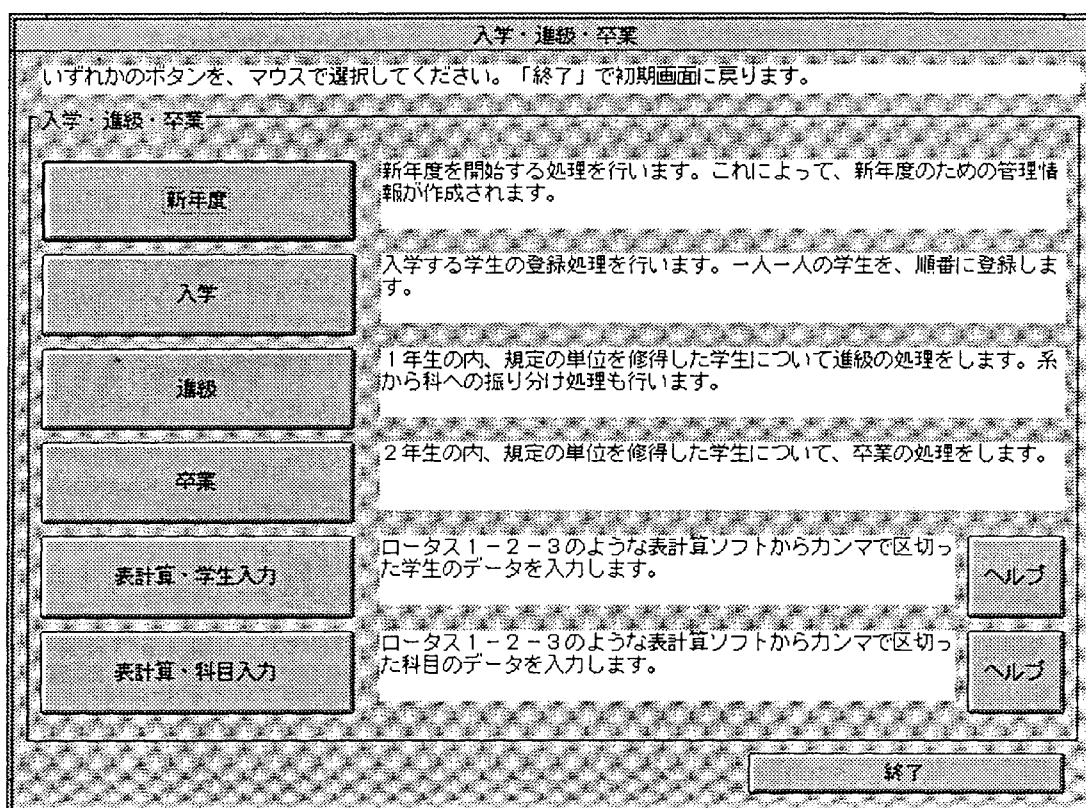 入学・進級・卒業
いずれかのボタンを、マウスで選択してください。「終了」で初期画面に戻ります。
入学・進級・卒業
新年度
新年度を開始する処理を行います。これによって、新年度のための管理情
報が作成されます。
入学
入学する学生の登録処理を行います。一人一人の学生を、順番に登録しま
す。
進級
１年生の内、規定の単位を修得した学生について進級の処理をします。系
から科への振り分け処理も行います。
卒業
２年生の内、規定の単位を修得した学生について、卒業の処理をします。
表計算・学生入力
ロータス１－２－３のような表計算ソフトからカンマで区切っ
た学生のデータを入力します。
ヘルプ
表計算・科目入力
ロータス１－２－３のような表計算ソフトからカンマで区切っ
た科目のデータを入力します。
ヘルプ
終了